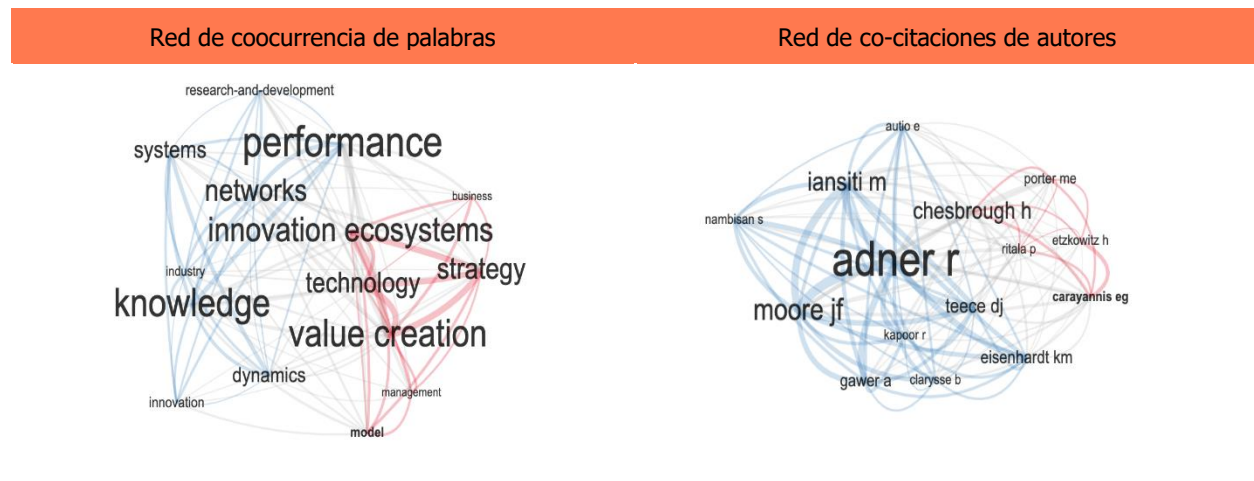 Red de coocurrencia de palabras
research-and-development
performance
systems
networks
business
innovation ecosystems
strategy
industry
technology
knowledge
value creation
dynamics
management
innovation
model
Red de co-citaciones de autores
autio e
iansiti m
porter me
chesbrough h
nambisan s
etzkowitz h
ritala p
adner r
carayannis eg
moore jf
teece dj
kapoor r
eisenhardt km
gawer a
clarysse b